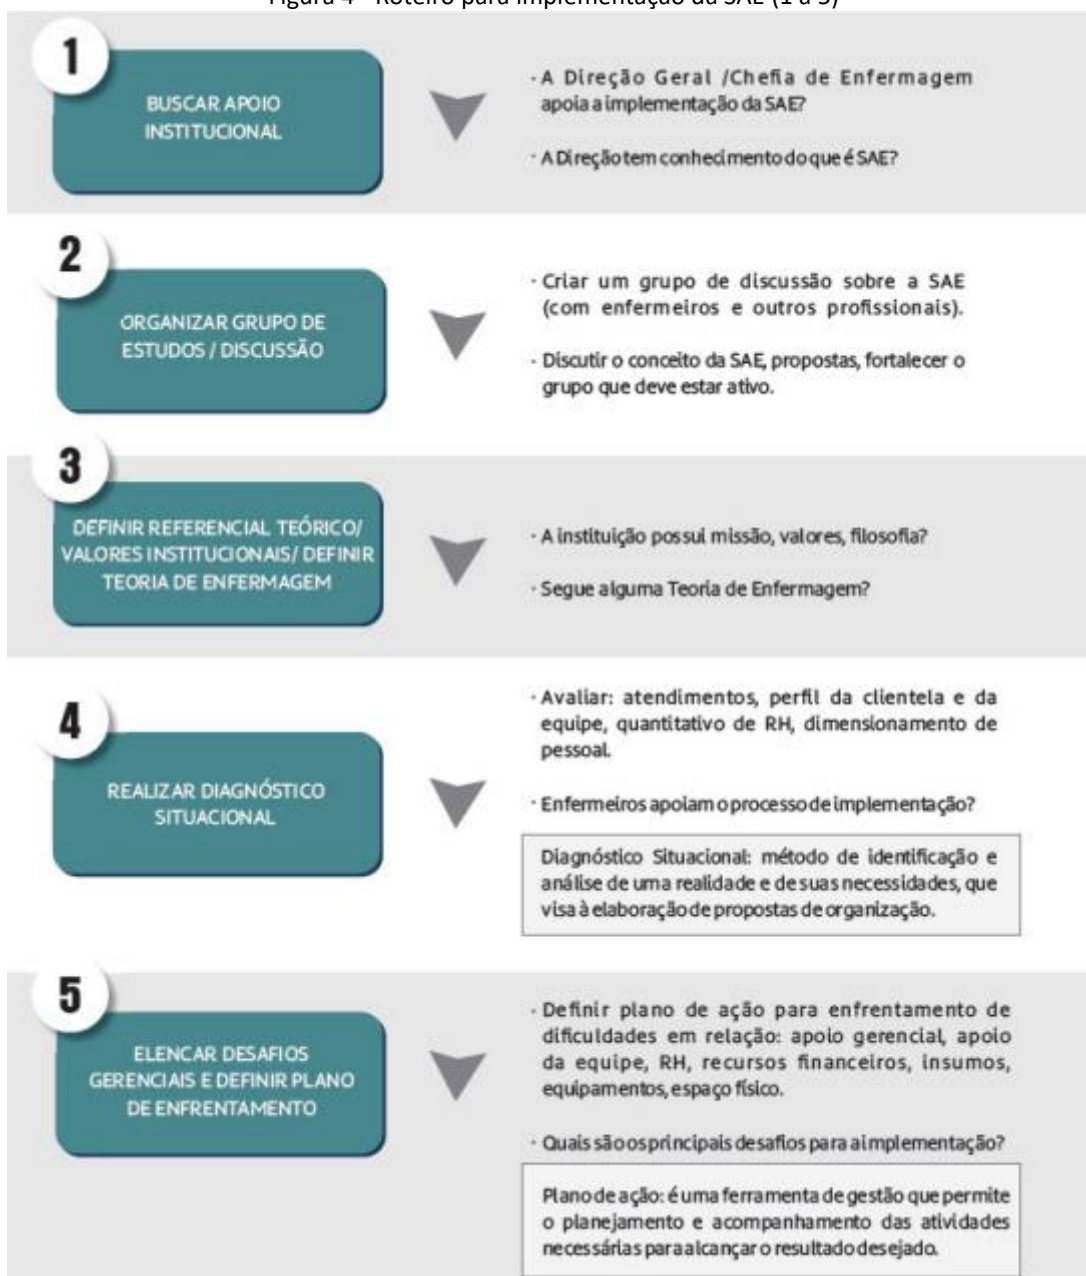 Figura 4 - Roteiro para implementação da SAE (1 a 5)
1
BUSCAR APOIO
INSTITUCIONAL
· A Direção Geral /Chefia de Enfermagem
apoia a implementação da SAE?
· A Direção tem conhecimento do que é SAE?
2
ORGANIZAR GRUPO DE
ESTUDOS / DISCUSSÃO
· Criar um grupo de discussão sobre a SAE
(com enfermeiros e outros profissionais).
· Discutir o conceito da SAE, propostas, fortalecer o
grupo que deve estar ativo.
3
DEFINIR REFERENCIAL TEÓRICO/
VALORES INSTITUCIONAIS/ DEFINIR
TEORIA DE ENFERMAGEM
· A instituição possui missão, valores, filosofia?
· Segue alguma Teoria de Enfermagem?
4
REALIZAR DIAGNÓSTICO
SITUACIONAL
· Avaliar: atendimentos, perfil da clientela e da
equipe, quantitativo de RH, dimensionamento de
pessoal.
· Enfermeiros apoiam o processo de implementação?
Diagnóstico Situacional: método de identificação e
análise de uma realidade e de suas necessidades, que
visa à elaboração de propostas de organização.
5
ELENCAR DESAFIOS
GERENCIAIS E DEFINIR PLANO
DE ENFRENTAMENTO
· Definir plano de ação para enfrentamento de
dificuldades em relação: apoio gerencial, apoio
da equipe, RH, recursos financeiros, insumos,
equipamentos, espaço físico.
· Quais são os principais desafios para a implementação?
Plano de ação: é uma ferramenta de gestão que permite
o planejamento e acompanhamento das atividades
necessárias para alcançar o resultado desejado.